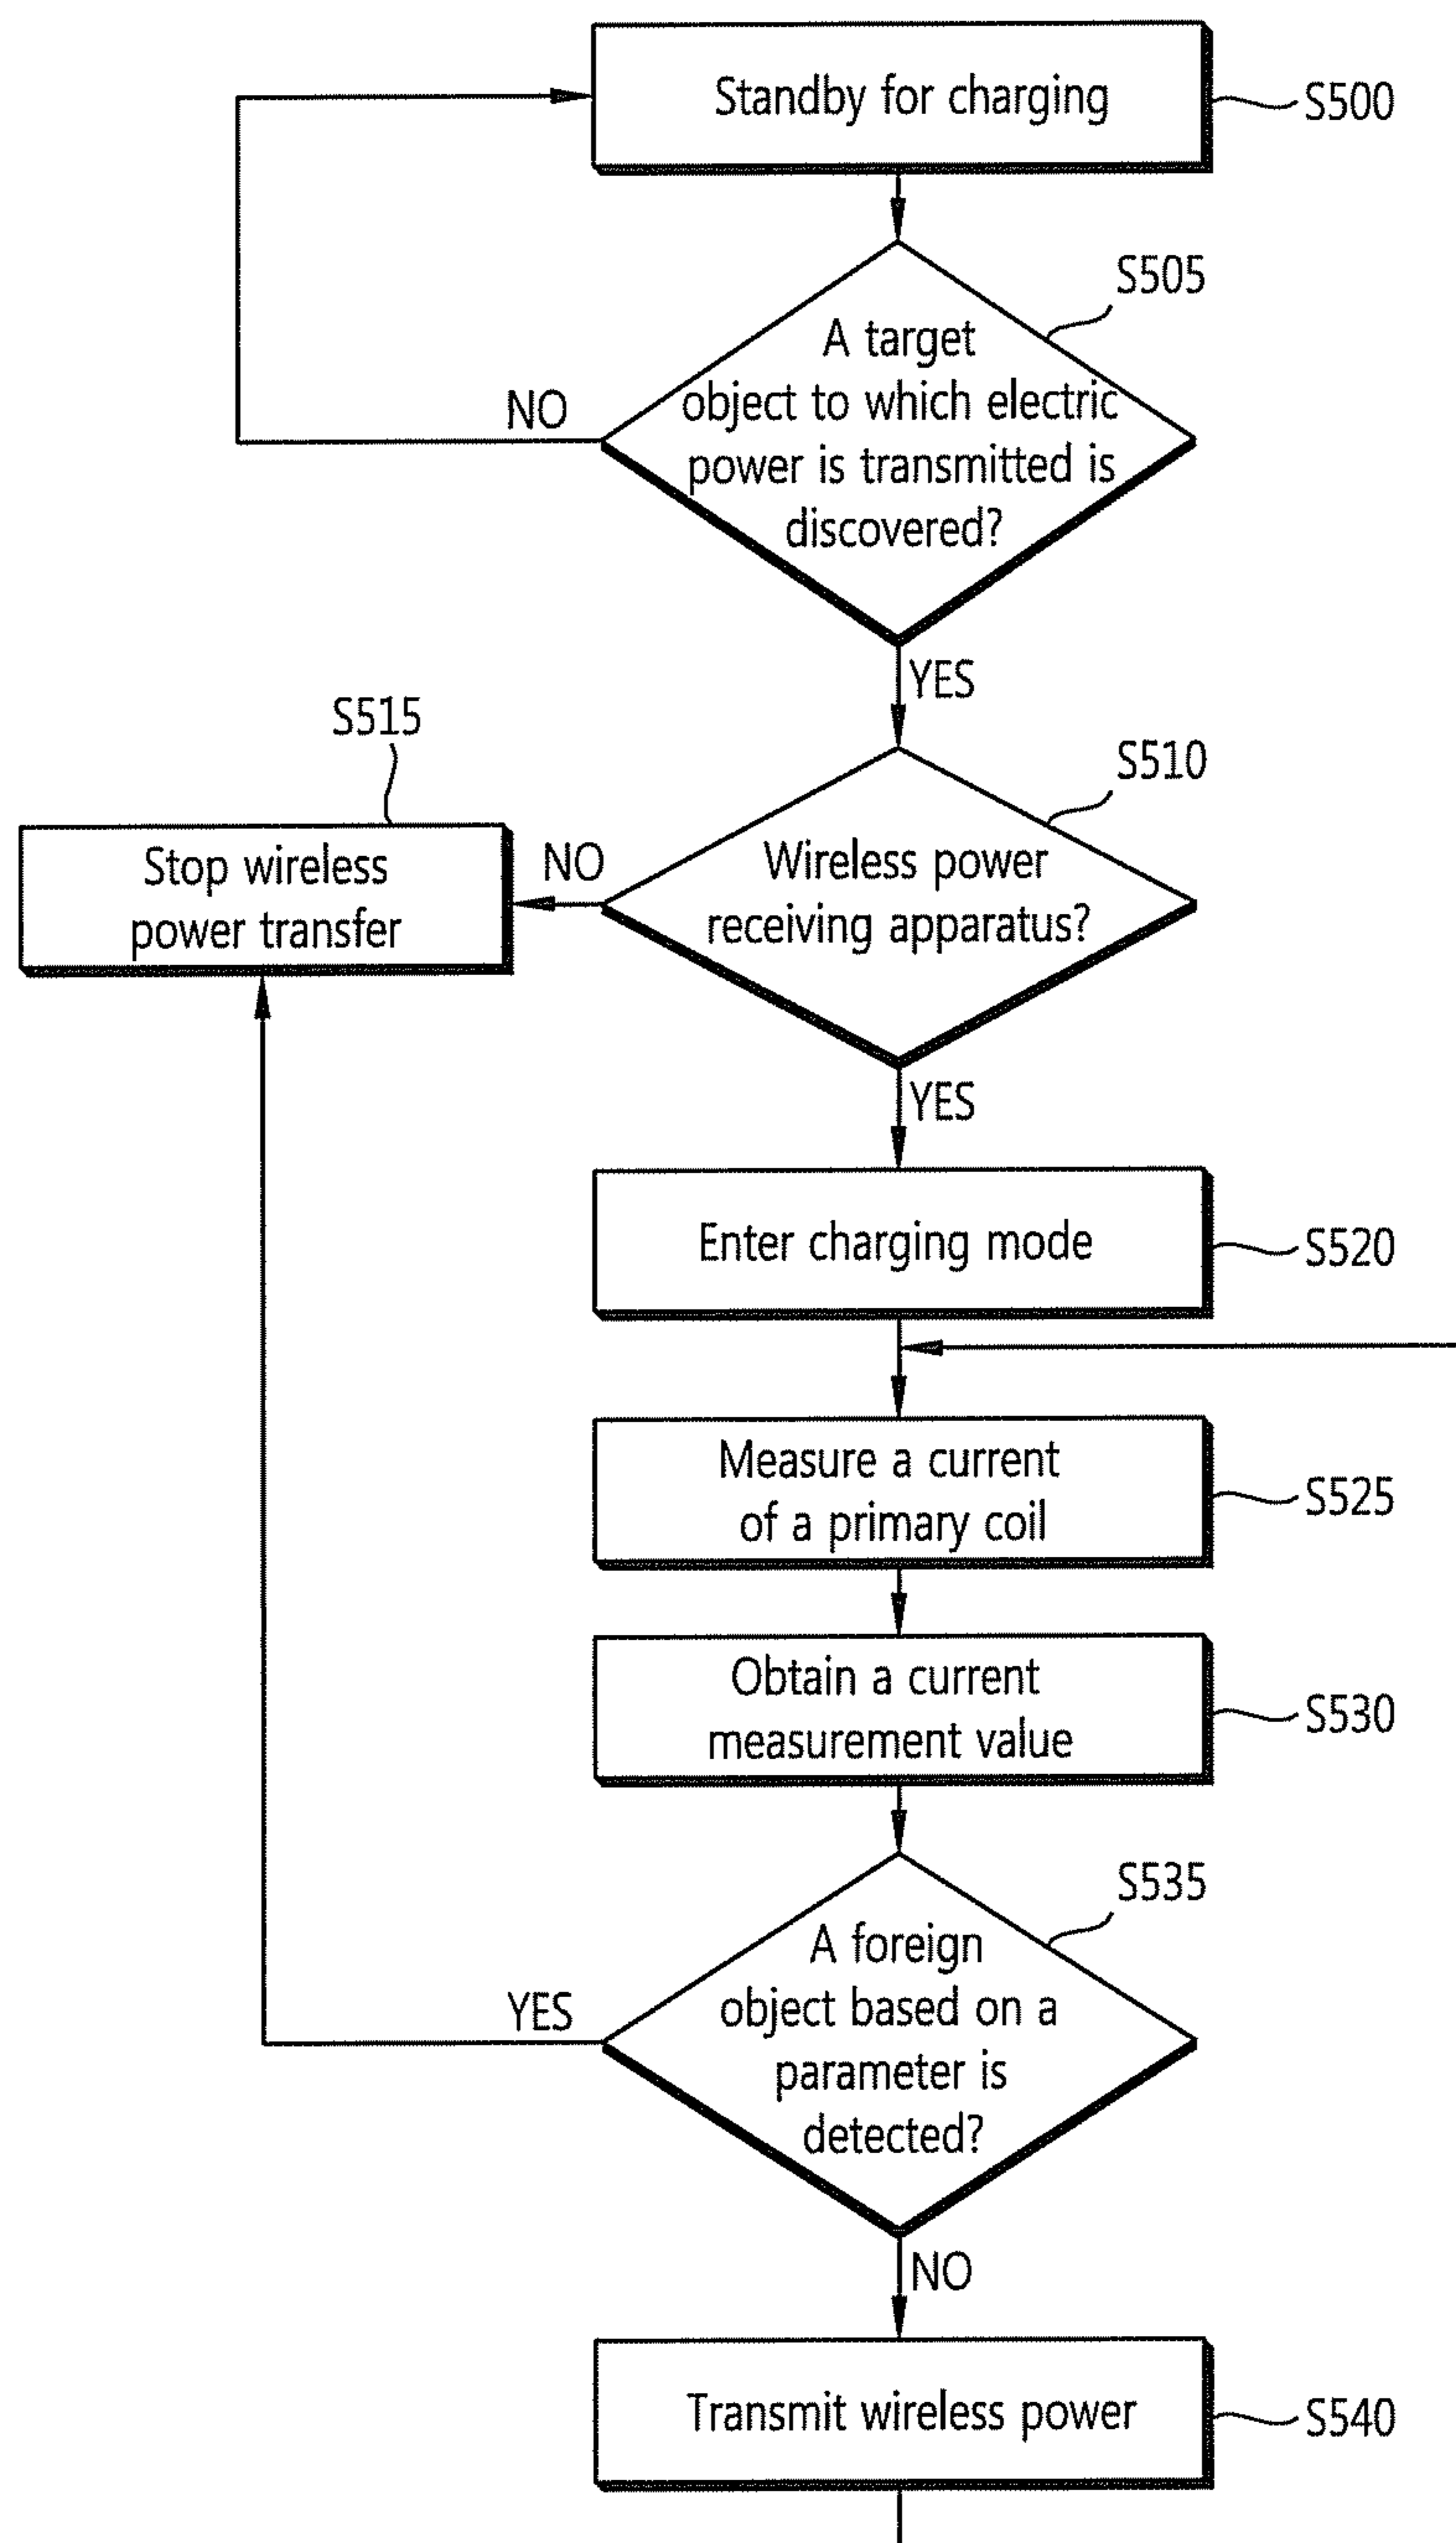 Standby for charging
S500
S505
A target
object to which electric
power is transmitted is
discovered?
NO
YES
S515
S510
Stop wireless
power transfer
NO
Wireless power
receiving apparatus?
YES
Enter charging mode
S520
Measure a current
of a primary coil
S525
Obtain a current
measurement value
S530
S535
A foreign
object based on a
parameter is
detected?
YES
NO
Transmit wireless power
S540